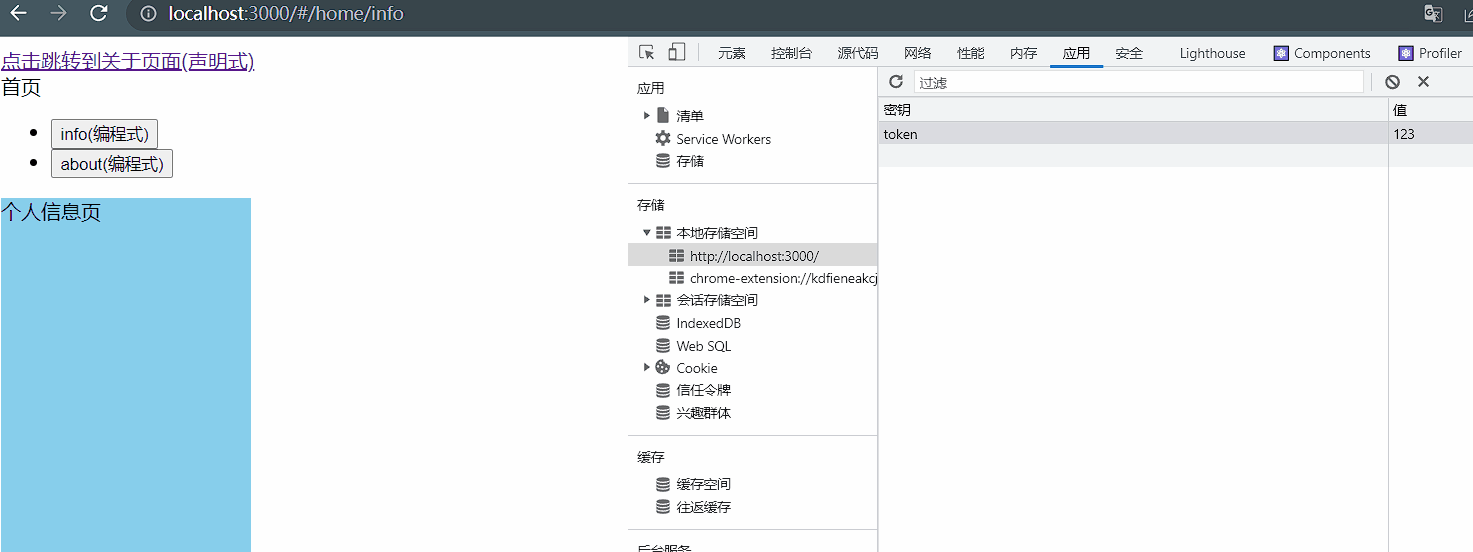 localhost:3000/#/home/info
点击跳转到关于页面(声明式)
首页
info(编程式)
about(编程式)
个人信息页
元素 控制台 源代码 网络 性能 内存 应用 安全 Lighthouse Components Profiler
应用
清单
Service Workers
存储
存储
本地存储空间
http://localhost:3000/
chrome-extension://kdfieneakcj
会话存储空间
IndexedDB
Web SQL
Cookie
信任令牌
兴趣群体
缓存
缓存空间
往返缓存
后台服务
过滤
密钥 值
token 123